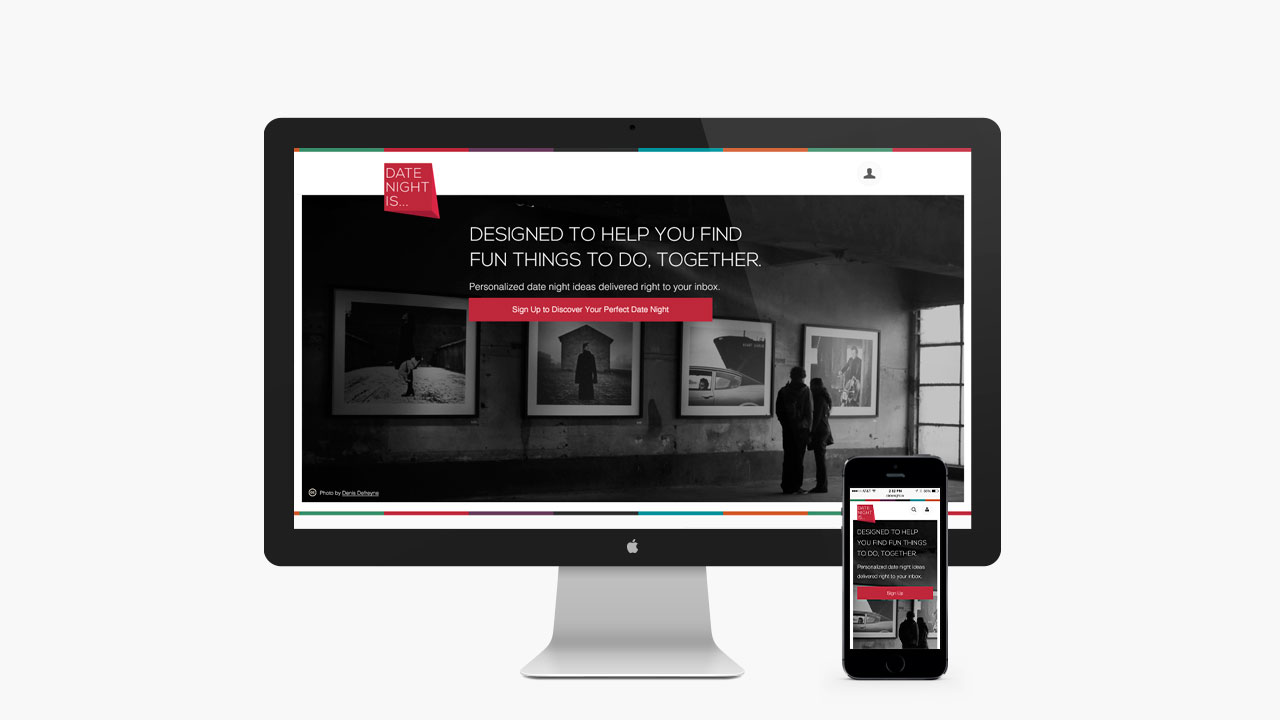 DATE
NIGHT
IS...
DESIGNED TO HELP YOU FIND
FUN THINGS TO DO, TOGETHER.
Personalized date night ideas delivered right to your inbox.
Sign Up to Discover Your Perfect Date Night
Photo by Denis Defreyne
2:10 PM
DATE
NIGHT
IS...
DESIGNED TO HELP
YOU FIND FUN THINGS
TO DO, TOGETHER.
Personalized date night ideas
delivered right to your inbox.
Sign Up